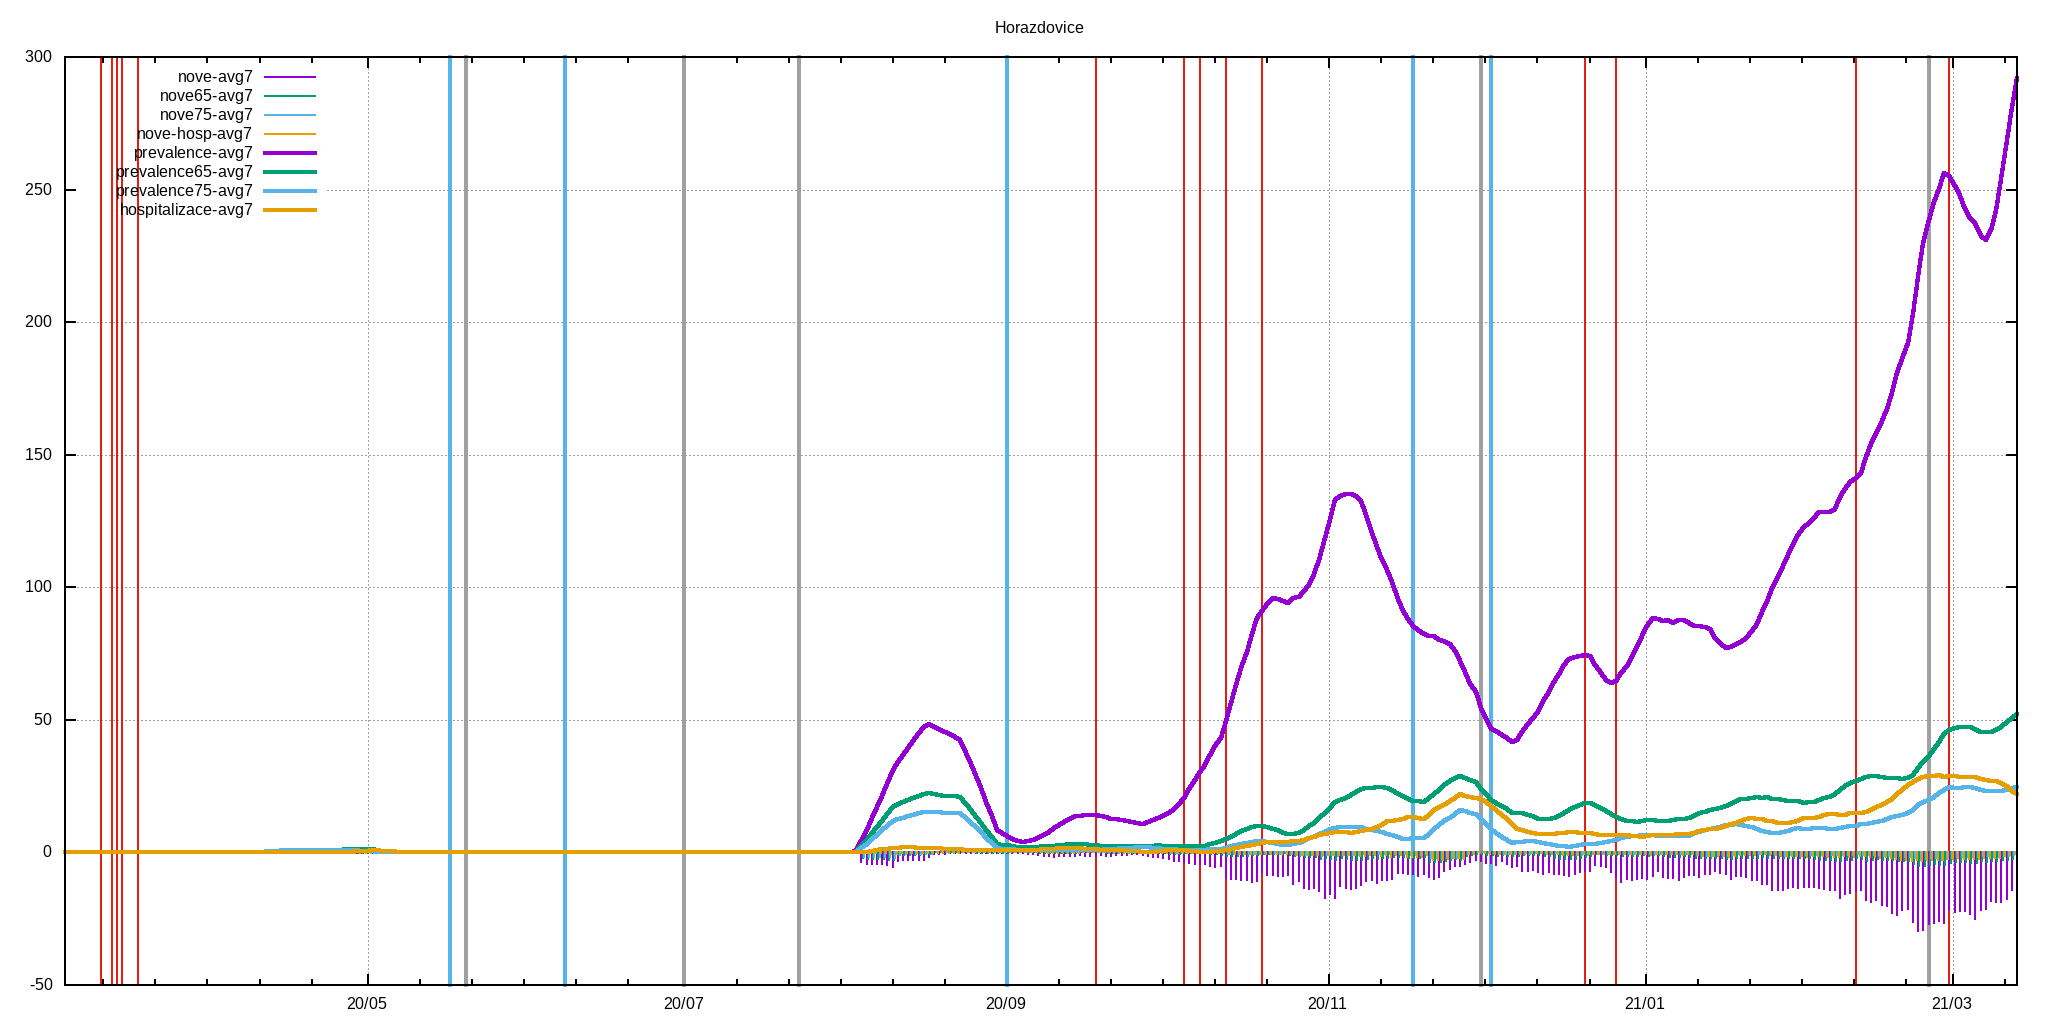 Horazdovice
300
250
200
150
100
50
0
-50
nove-avg7
nove65-avg7
nove75-avg7
nove-hosp-avg7
prevalence-avg7
prevalence65-avg7
prevalence75-avg7
hospitalizace-avg7
20/05 20/07 20/09 20/11 21/01 21/03